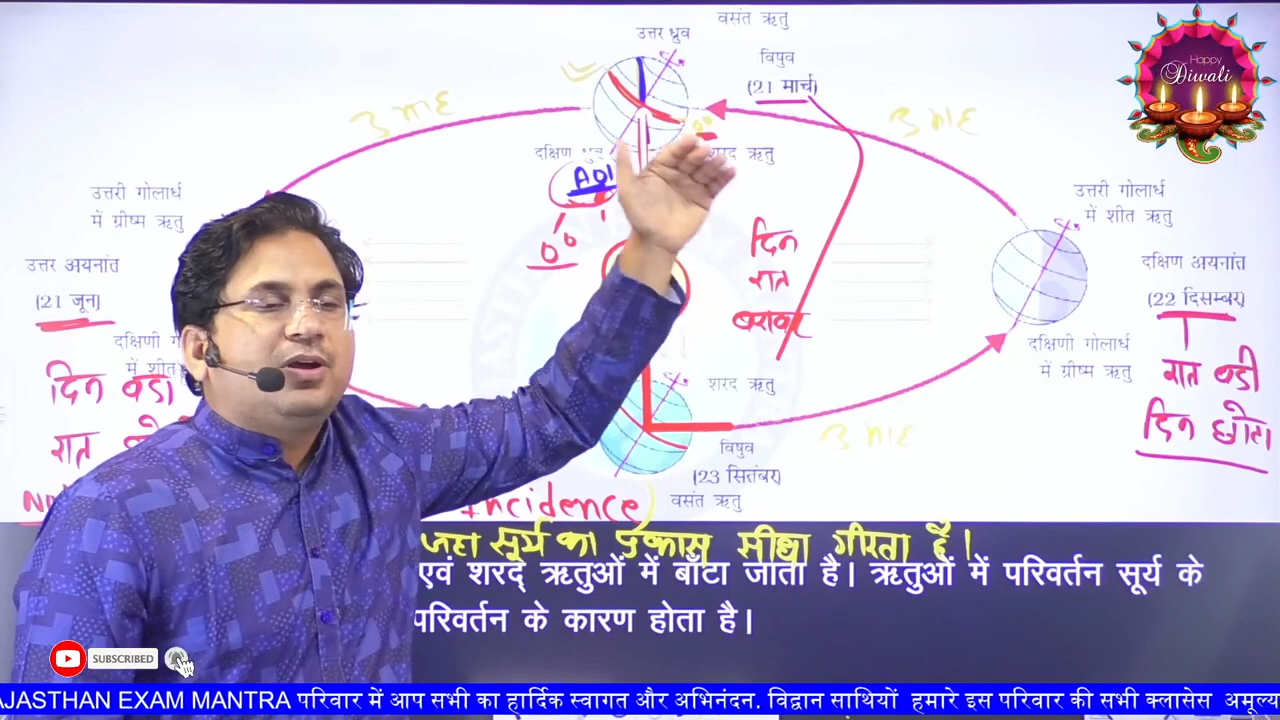 वसंत ऋतु
उत्तर ध्रुव
विषुव
(21 मार्च)
Happy
Diwali
3 माह
3 माह
दक्षिण ध्रुव
शरद ऋतु
AOI
0°
0°
उत्तरी गोलार्ध
में ग्रीष्म ऋतु
उत्तर अयनांत
(21 जून)
दिन बडा
रात
दिन
रात
बराबर
उत्तरी गोलार्ध
में शीत ऋतु
दक्षिण अयनांत
(22 दिसम्बर)
दक्षिणी गोलार्ध
में ग्रीष्म ऋतु
रात बडी
दिन छोटा
में शीत
शरद ऋतु
3 माह
विषुव
(23 सितंबर)
वसंत ऋतु
Incidence)
जहा सूर्य का प्रकाश सीधा गीरता है।
एवं शरद् ऋतुओं में बाँटा जाता है। ऋतुओं में परिवर्तन सूर्य के
परिवर्तन के कारण होता है।
SUBSCRIBED
AJASTHAN EXAM MANTRA परिवार में आप सभी का हार्दिक स्वागत और अभिनंदन. विद्वान साथियों हमारे इस परिवार की सभी क्लासेस अमूल्य